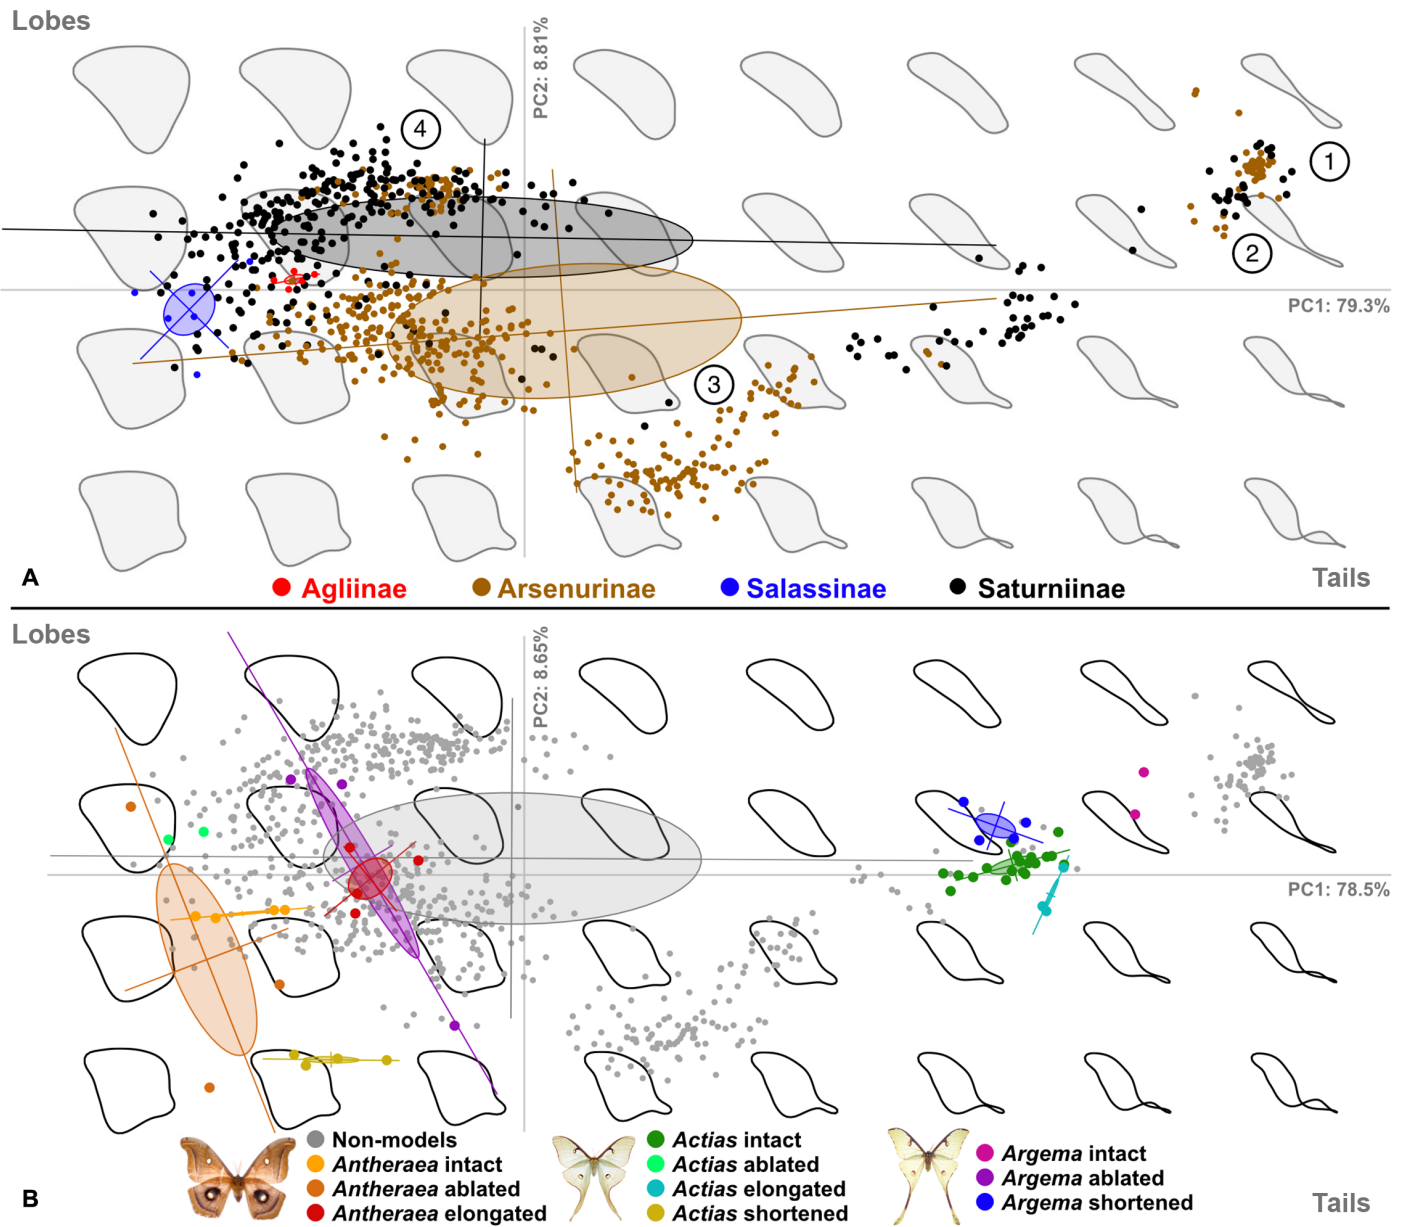 Lobes
PC2: 8.81%
4
1
2
PC1: 79.3%
3
A
Agliinae
Arsenurinae
Salassinae
Saturniinae
Tails
Lobes
PC2: 8.65%
PC1: 78.5%
B
Non-models
Antheraea intact
Antheraea ablated
Antheraea elongated
Actias intact
Actias ablated
Actias elongated
Actias shortened
Argema intact
Argema ablated
Argema shortened
Tails